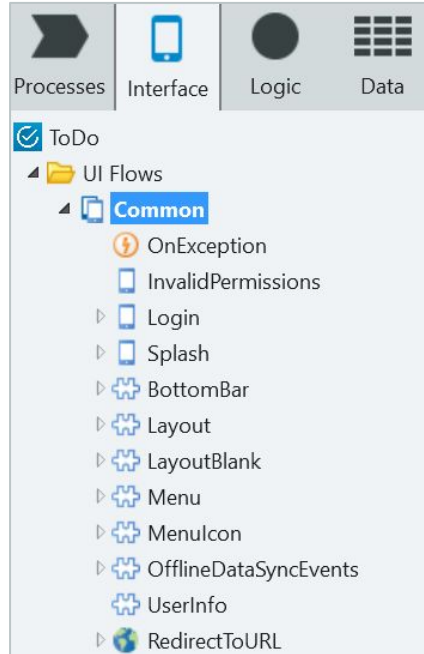 Processes Interface Logic Data
ToDo
UI Flows
Common
OnException
InvalidPermissions
Login
Splash
BottomBar
Layout
LayoutBlank
Menu
MenuIcon
OfflineDataSyncEvents
UserInfo
RedirectToURL